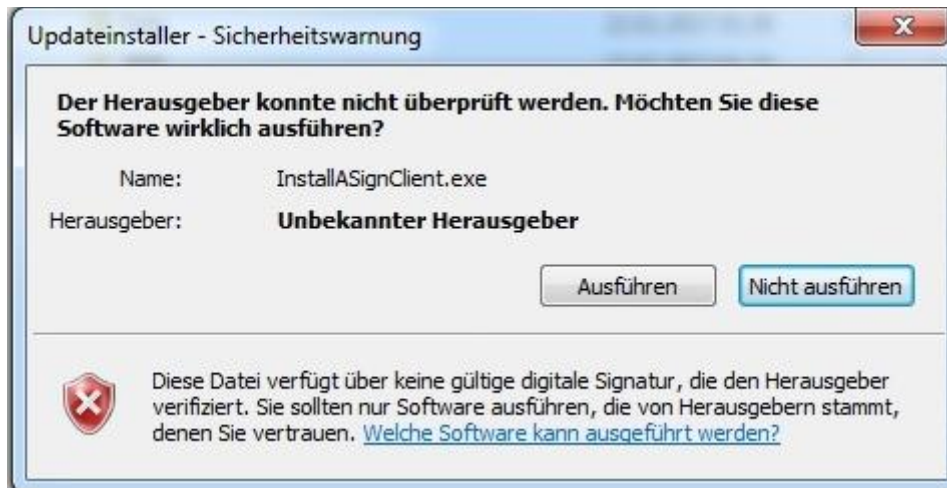 Updateinstaller - Sicherheitswarnung
Der Herausgeber konnte nicht überprüft werden. Möchten Sie diese
Software wirklich ausführen?
Name: InstallASignClient.exe
Herausgeber: Unbekannter Herausgeber
Ausführen Nicht ausführen
Diese Datei verfügt über keine gültige digitale Signatur, die den Herausgeber
verifiziert. Sie sollten nur Software ausführen, die von Herausgebern stammt,
denen Sie vertrauen. Welche Software kann ausgeführt werden?